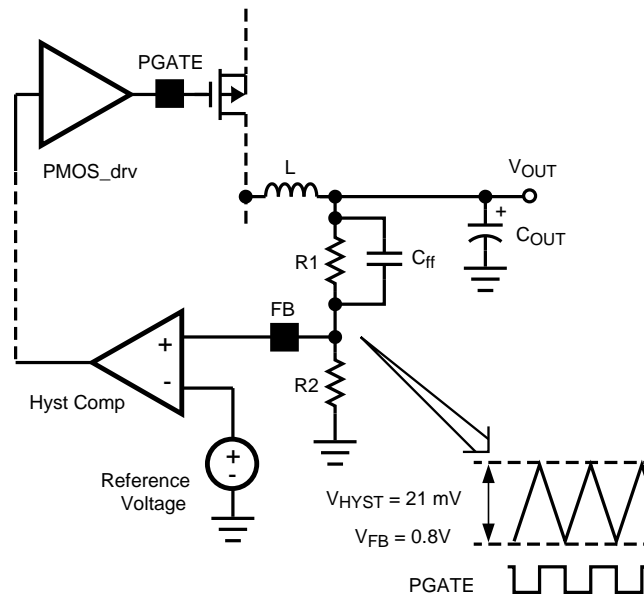 PGATE
PMOS_drv
L
VOUT
+
COUT
R1
Cff
FB
+
-
R2
Hyst Comp
+
-
Reference
Voltage
VHYST = 21 mV
VFB = 0.8V
PGATE